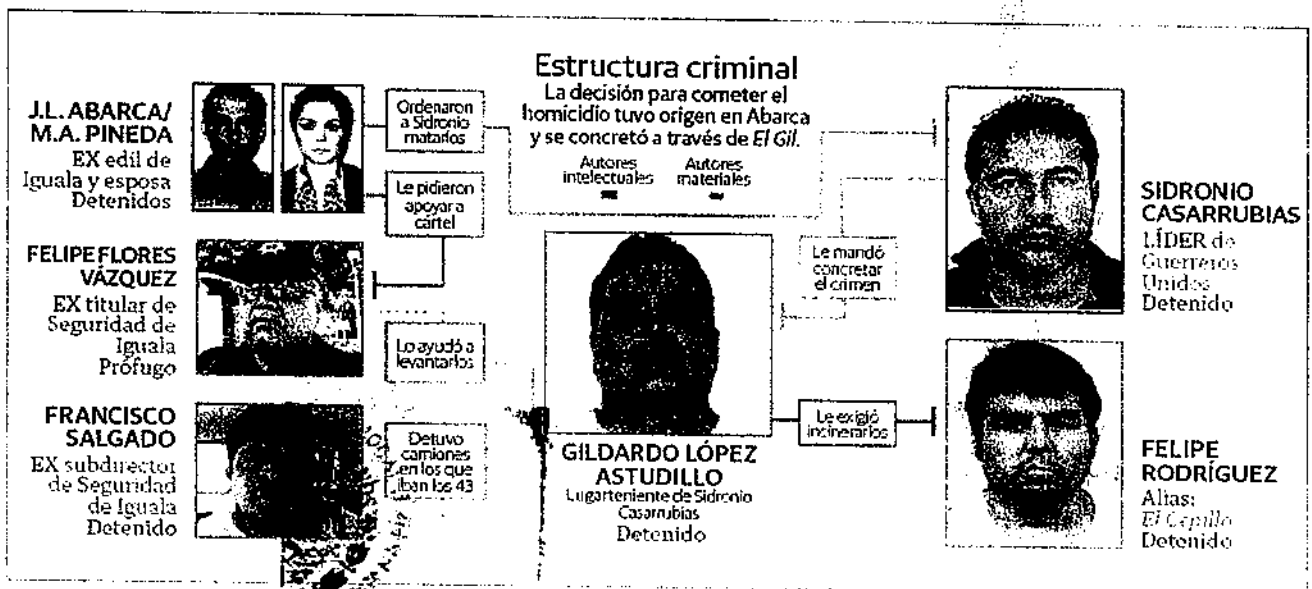 Estructura criminal
La decisión para cometer el
homicidio tuvo origen en Abarca
y se concretó a través de El Gil.
Autores
intelectuales
Autores
materiales
J.L. ABARCA/
M.A. PINEDA
EX edil de
Iguala y esposa
Detenidos
Ordenaron
a Sidronio
matarlos
Le pidieron
apoyar a
cártel
FELIPE FLORES
VÁZQUEZ
EX titular de
Seguridad de
Iguala
Prófugo
Lo ayudó a
levantarlos
FRANCISCO
SALGADO
EX subdirector
de Seguridad
de Iguala
Detenido
Detuvo
camiones
en los que
iban los 43
GILDARDO LÓPEZ
ASTUDILLO
Lugarteniente de Sidronio
Casarrubias
Detenido
Le mandó
concretar
el crimen
Le exigió
incinerarlos
SIDRONIO
CASARRUBIAS
LÍDER de
Guerreros
Unidos
Detenido
FELIPE
RODRÍGUEZ
Alias:
El Cepillo
Detenido